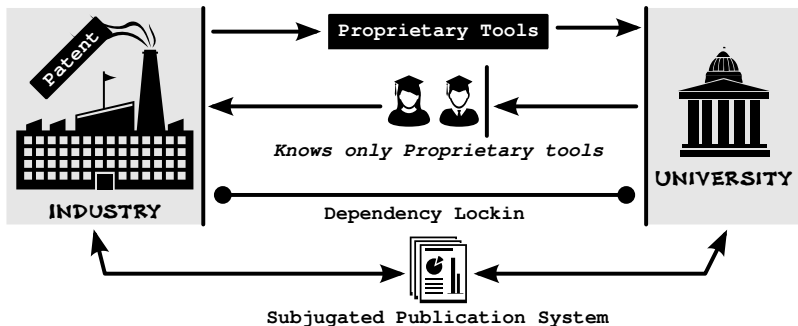 Patent
Proprietary Tools
Knows only Proprietary tools
INDUSTRY
UNIVERSITY
Dependency Lockin
Subjugated Publication System